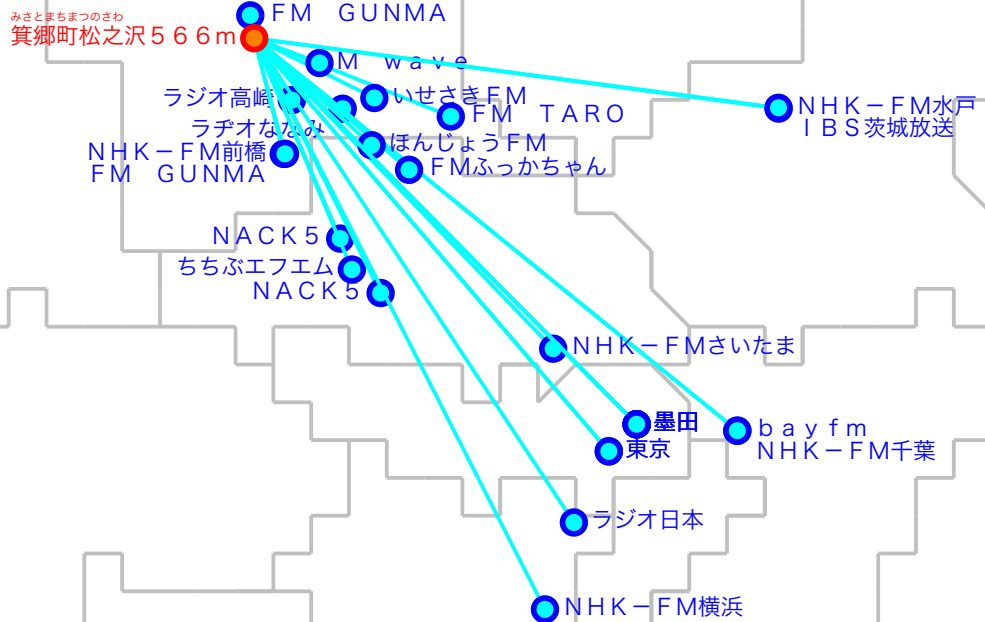 みさとまちまつのさわ
箕郷町松之沢５６６ｍ
ＦＭ　ＧＵＮＭＡ
Ｍ　ｗａｖｅ
ラジオ高崎
いせさきＦＭ
ＦＭ　ＴＡＲＯ
ＮＨＫ－ＦＭ水戸
ＩＢＳ茨城放送
ラヂオななみ
ほんじょうＦＭ
ＮＨＫ－ＦＭ前橋
ＦＭ　ＧＵＮＭＡ
ＦＭふっかちゃん
ＮＡＣＫ５
ちちぶエフエム
ＮＡＣＫ５
ＮＨＫ－ＦＭさいたま
墨田
東京
ｂａｙｆｍ
ＮＨＫ－ＦＭ千葉
ラジオ日本
ＮＨＫ－ＦＭ横浜